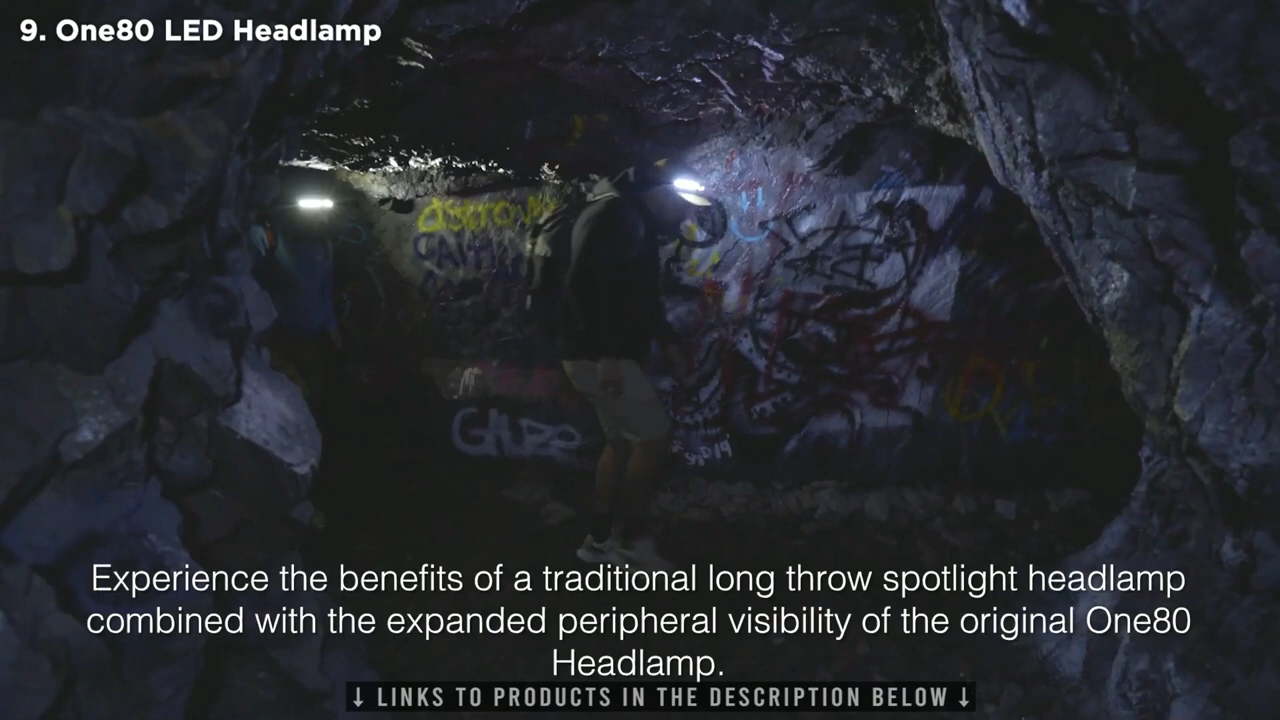 9. One80 LED Headlamp
Experience the benefits of a traditional long throw spotlight headlamp
combined with the expanded peripheral visibility of the original One80
Headlamp.
↓ LINKS TO PRODUCTS IN THE DESCRIPTION BELOW ↓